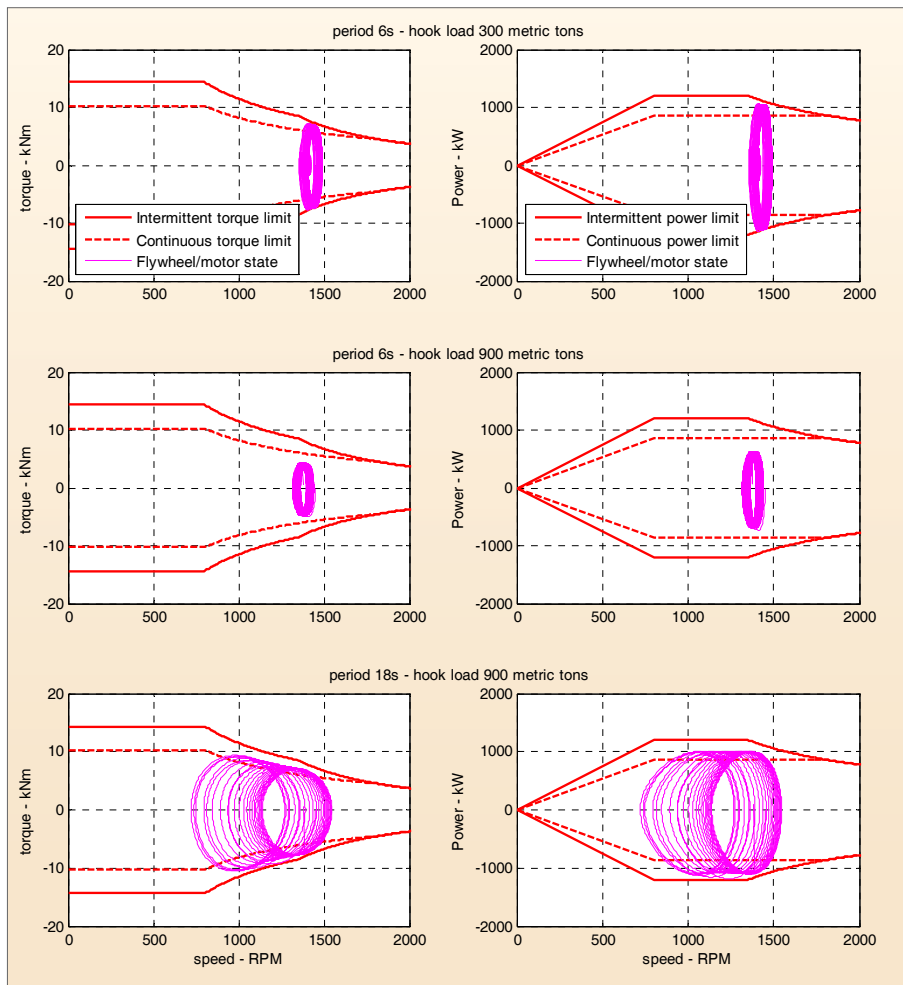 period 6s - hook load 300 metric tons
20
10
0
-10
-20
torque - kNm
Intermittent torque limit
Continuous torque limit
Flywheel/motor state
0 500 1000 1500 2000
2000
1000
0
-1000
-2000
Power - kW
Intermittent power limit
Continuous power limit
Flywheel/motor state
0 500 1000 1500 2000
period 6s - hook load 900 metric tons
20
10
0
-10
-20
torque - kNm
0 500 1000 1500 2000
2000
1000
0
-1000
-2000
Power - kW
0 500 1000 1500 2000
period 18s - hook load 900 metric tons
20
10
0
-10
-20
torque - kNm
0 500 1000 1500 2000
speed - RPM
2000
1000
0
-1000
-2000
Power - kW
0 500 1000 1500 2000
speed - RPM